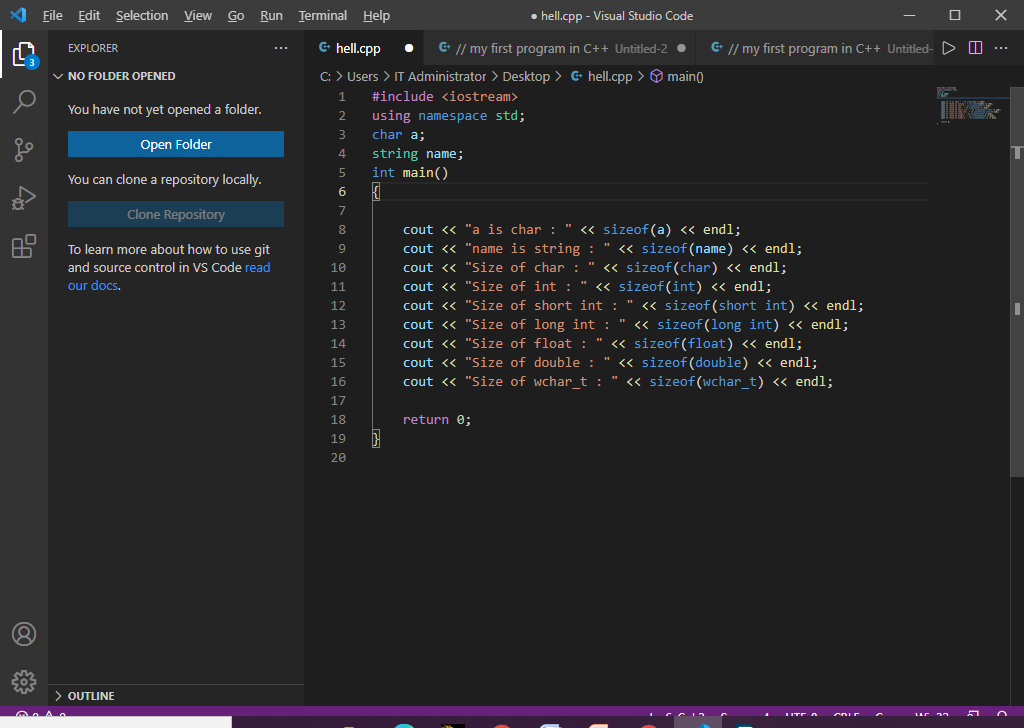 File Edit Selection View Go Run Terminal Help ● hell.cpp - Visual Studio Code
EXPLORER ···
hell.cpp ● // my first program in C++ Untitled-2 ● // my first program in C++ Untitled-
3
NO FOLDER OPENED
C: > Users > IT Administrator > Desktop > hell.cpp > main()
You have not yet opened a folder.
Open Folder
You can clone a repository locally.
Clone Repository
To learn more about how to use git
and source control in VS Code read
our docs.
1 #include <iostream>
2 using namespace std;
3 char a;
4 string name;
5 int main()
6 {
7
8 cout << "a is char : " << sizeof(a) << endl;
9 cout << "name is string : " << sizeof(name) << endl;
10 cout << "Size of char : " << sizeof(char) << endl;
11 cout << "Size of int : " << sizeof(int) << endl;
12 cout << "Size of short int : " << sizeof(short int) << endl;
13 cout << "Size of long int : " << sizeof(long int) << endl;
14 cout << "Size of float : " << sizeof(float) << endl;
15 cout << "Size of double : " << sizeof(double) << endl;
16 cout << "Size of wchar_t : " << sizeof(wchar_t) << endl;
17
18 return 0;
19 }
20
OUTLINE